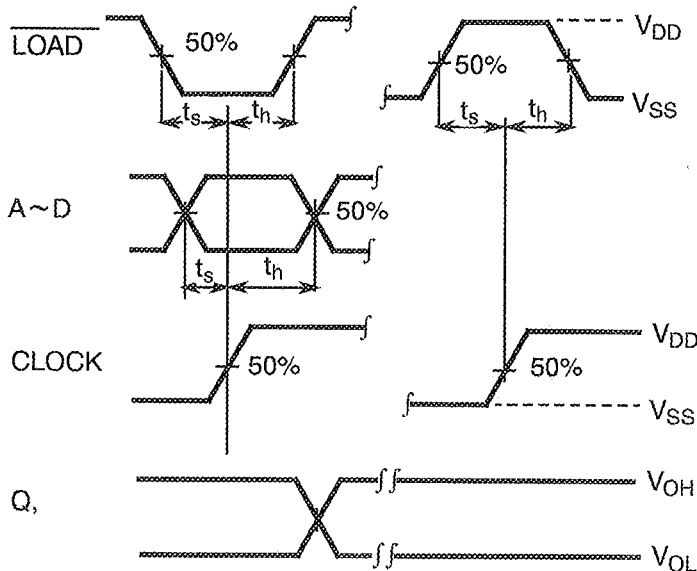 LOAD 50% V_DD
50%
t_s t_h t_s t_h V_SS
A~D 50%
t_s t_h
CLOCK 50% 50% V_DD
V_SS
Q, V_OH
V_OL